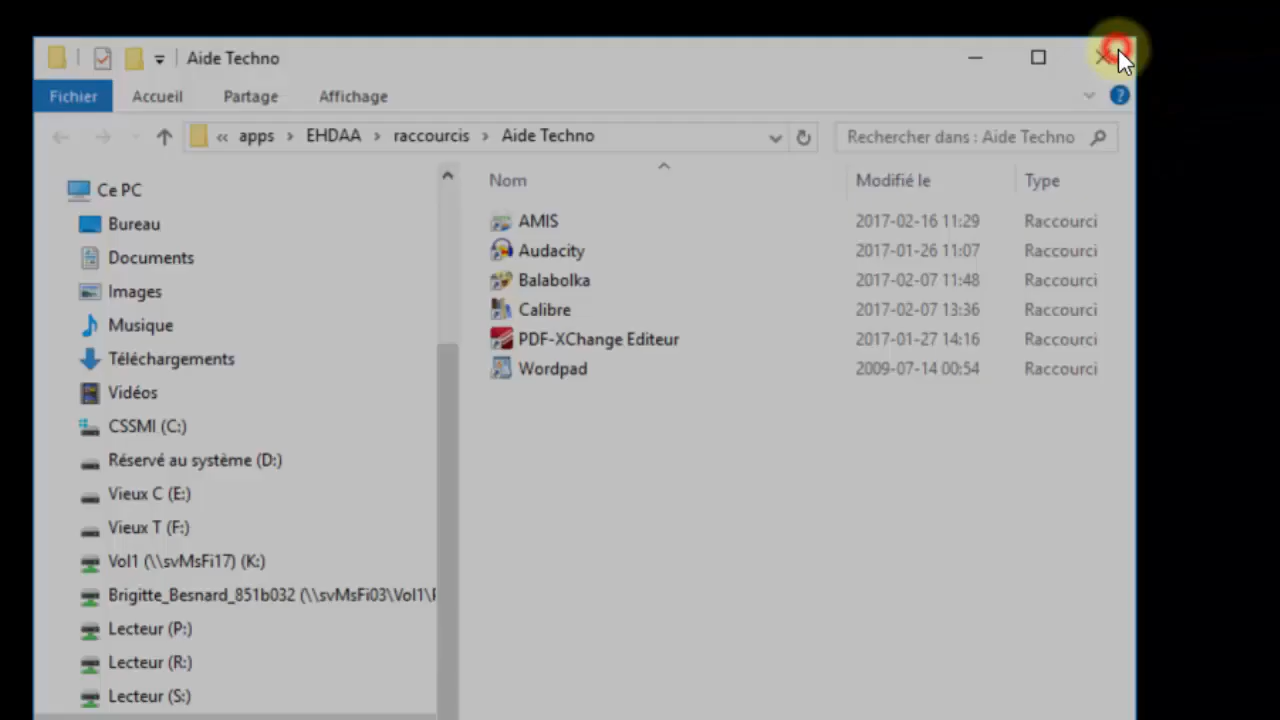 Aide Techno
Fichier Accueil Partage Affichage
« apps › EHDAA › raccourcis › Aide Techno
Rechercher dans : Aide Techno
Ce PC
Bureau
Documents
Images
Musique
Téléchargements
Vidéos
CSSMI (C:)
Réservé au système (D:)
Vieux C (E:)
Vieux T (F:)
Vol1 (\\svMsFi17) (K:)
Brigitte_Besnard_851b032 (\\svMsFi03\Vol1\
Lecteur (P:)
Lecteur (R:)
Lecteur (S:)
Nom Modifié le Type
AMIS 2017-02-16 11:29 Raccourci
Audacity 2017-01-26 11:07 Raccourci
Balabolka 2017-02-07 11:48 Raccourci
Calibre 2017-02-07 13:36 Raccourci
PDF-XChange Editeur 2017-01-27 14:16 Raccourci
Wordpad 2009-07-14 00:54 Raccourci